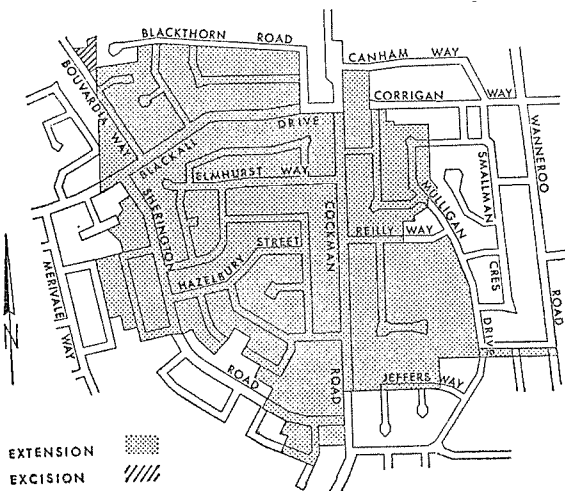 BLACKTHORN ROAD
CANHAM WAY
BOUVARDIA WAY
CORRIGAN WAY
BLACKALL DRIVE
WANNEROO ROAD
ELMHURST WAY
SMALLMAN CRES
SHERINGTON ROAD
MULLIGAN DRIVE
COCKMAN ROAD
REILLY WAY
HAZELBURY STREET
MERIVALE WAY
N
JEFFERS WAY
EXTENSION
EXCISION